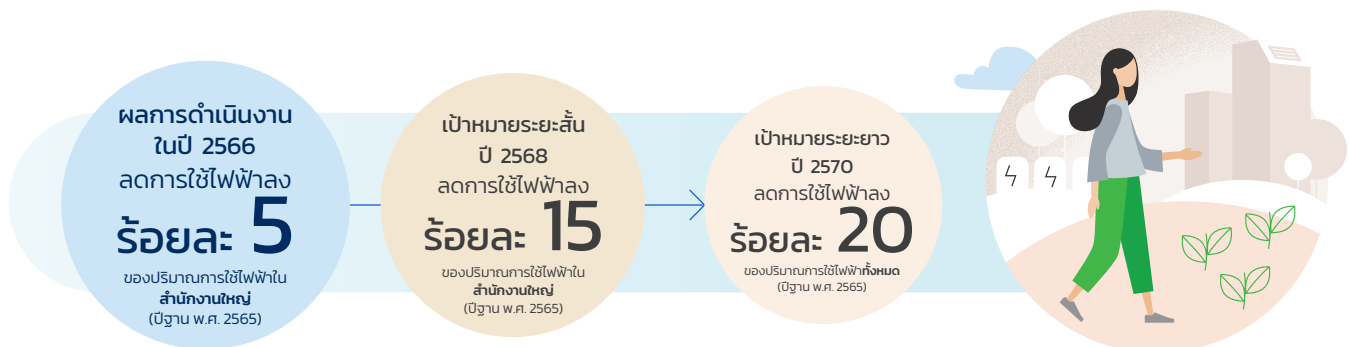 ผลการดำเนินงาน
ในปี 2566
ลดการใช้ไฟฟ้าลง
ร้อยละ 5
ของปริมาณการใช้ไฟฟ้าใน
สำนักงานใหญ่
(ปีฐาน พ.ศ. 2565)
เป้าหมายระยะสั้น
ปี 2568
ลดการใช้ไฟฟ้าลง
ร้อยละ 15
ของปริมาณการใช้ไฟฟ้าใน
สำนักงานใหญ่
(ปีฐาน พ.ศ. 2565)
เป้าหมายระยะยาว
ปี 2570
ลดการใช้ไฟฟ้าลง
ร้อยละ 20
ของปริมาณการใช้ไฟฟ้าทั้งหมด
(ปีฐาน พ.ศ. 2565)